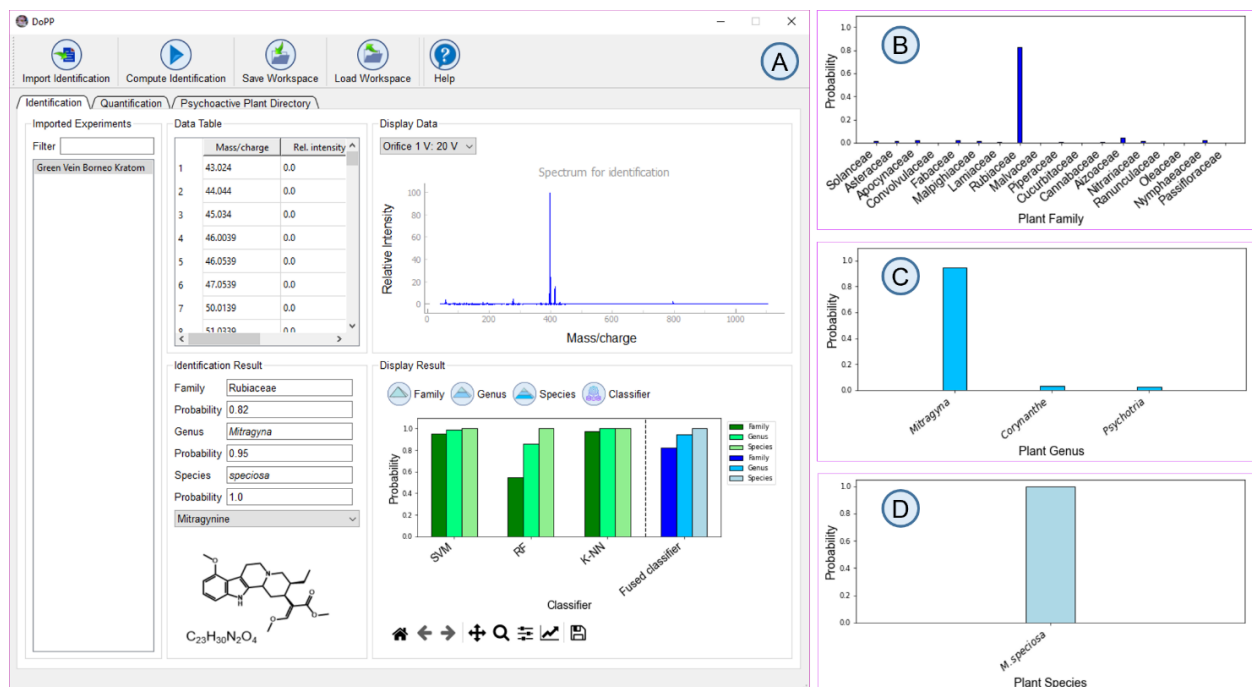 DoPP
Import Identification
Compute Identification
Save Workspace
Load Workspace
Help
A
Identification
Quantification
Psychoactive Plant Directory
Imported Experiments
Filter
Green Vein Borneo Kratom
Data Table
Mass/charge Rel. intensity
1 43.024 0.0
2 44.044 0.0
3 45.034 0.0
4 46.0039 0.0
5 46.0539 0.0
6 47.0539 0.0
7 50.0139 0.0
8 51.0339 0.0
Display Data
Orifice 1 V: 20 V
Spectrum for identification
Relative Intensity
100
80
60
40
20
0
0 200 400 600 800 1000
Mass/charge
Identification Result
Family Rubiaceae
Probability 0.82
Genus Mitragyna
Probability 0.95
Species speciosa
Probability 1.0
Mitragynine
O
N
O
N
H
O
O
C23H30N2O4
Display Result
Family
Genus
Species
Classifier
Probability
1.0
0.8
0.6
0.4
0.2
0.0
SVM
RF
K-NN
Fused classifier
Classifier
Family
Genus
Species
Family
Genus
Species
B
Probability
1.0
0.8
0.6
0.4
0.2
0.0
Solanceae
Asteraceae
Apocynaceae
Convolvulaceae
Fabaceae
Malpighiaceae
Lamiaceae
Rubiaceae
Malvaceae
Piperaceae
Cucurbitaceae
Cannabaceae
Aizoaceae
Nitrariaceae
Ranunculaceae
Oleaceae
Nymphaeaceae
Passifloraceae
Plant Family
C
Probability
1.0
0.8
0.6
0.4
0.2
0.0
Mitragyna
Corynanthe
Psychotria
Plant Genus
D
Probability
1.0
0.8
0.6
0.4
0.2
0.0
M.speciosa
Plant Species